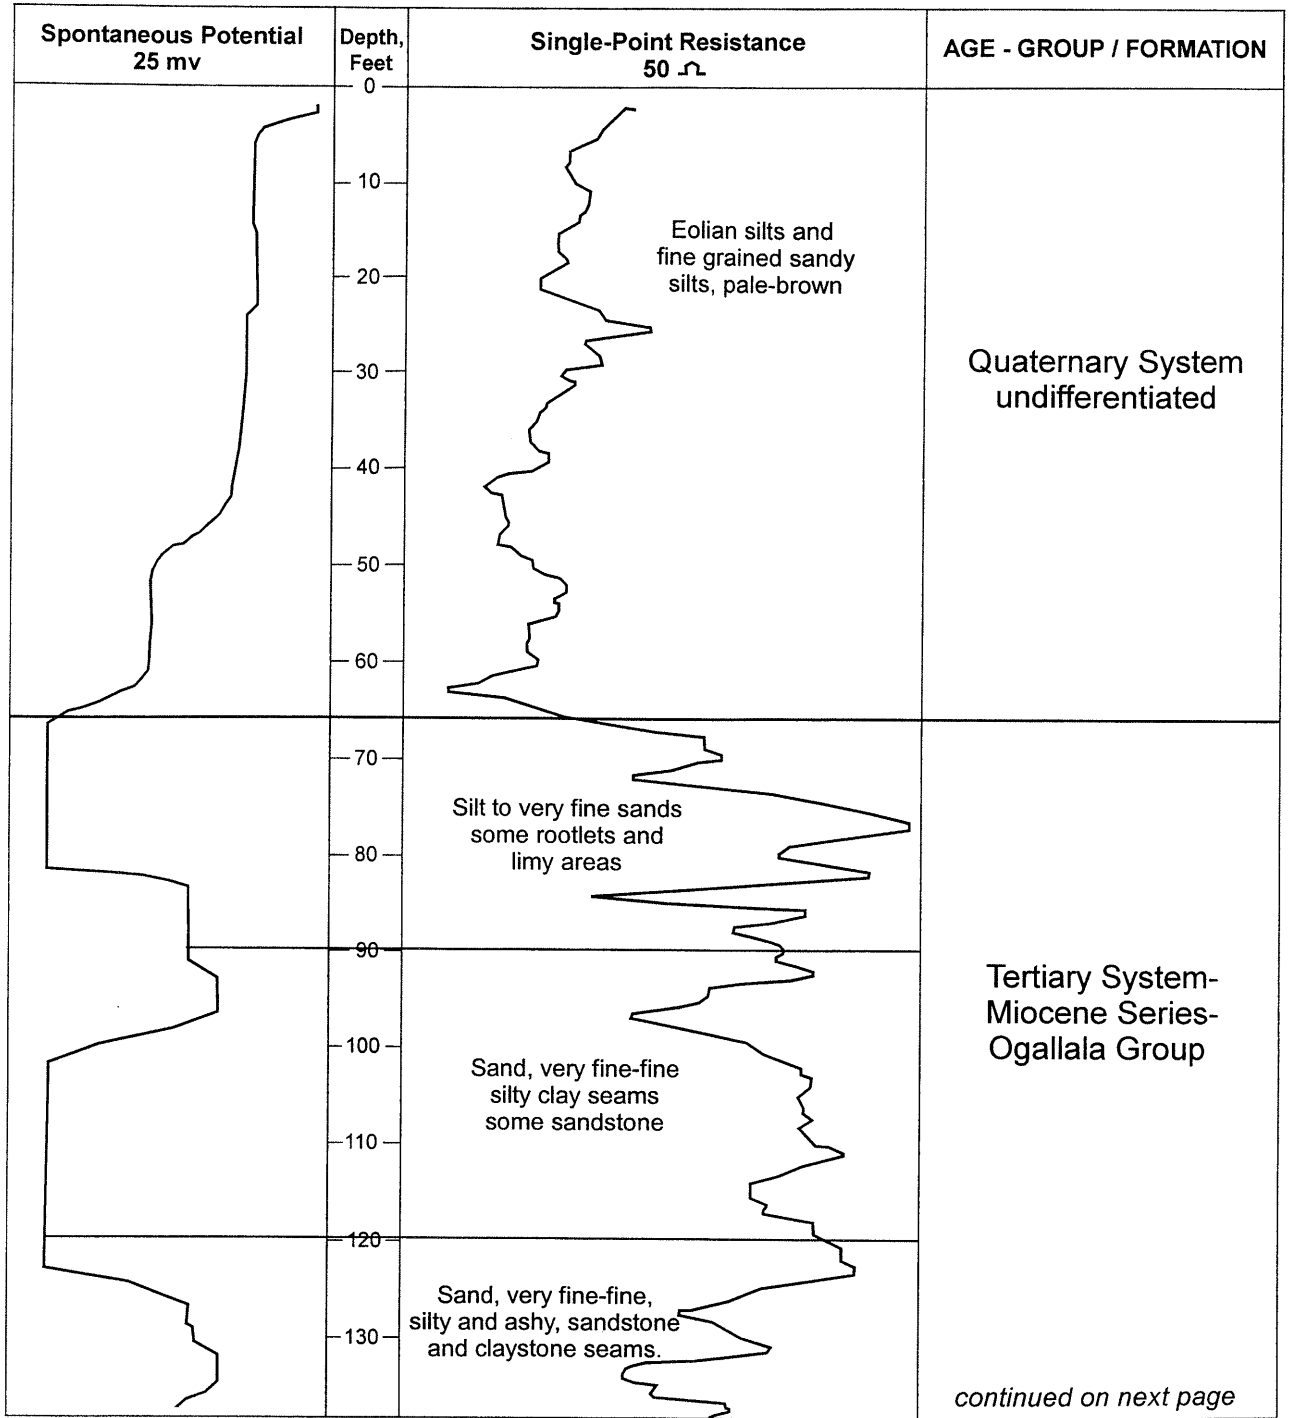 Spontaneous Potential
25 mv
Depth,
Feet
Single-Point Resistance
50
AGE - GROUP / FORMATION
0
10
20
30
40
50
60
70
80
90
100
110
120
130
Eolian silts and
fine grained sandy
silts, pale-brown
Quaternary System
undifferentiated
Silt to very fine sands
some rootlets and
limy areas
Sand, very fine-fine
silty clay seams
some sandstone
Tertiary System-
Miocene Series-
Ogallala Group
Sand, very fine-fine,
silty and ashy, sandstone
and claystone seams.
continued on next page